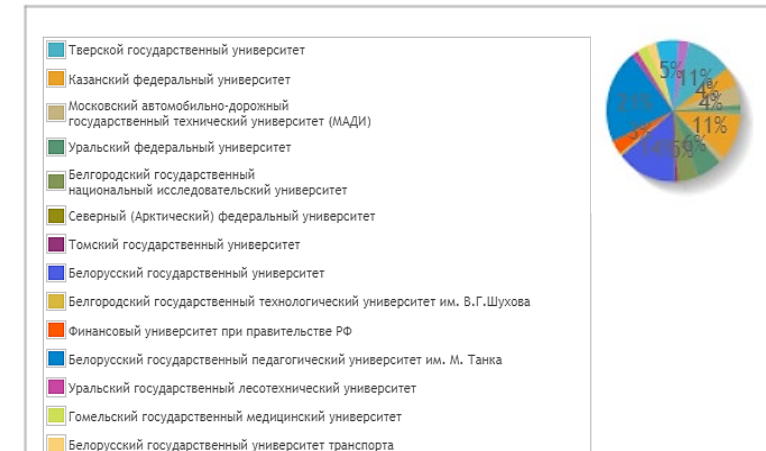 Тверской государственный университет
Казанский федеральный университет
Московский автомобильно-дорожный
государственный технический университет (МАДИ)
Уральский федеральный университет
Белгородский государственный
национальный исследовательский университет
Северный (Арктический) федеральный университет
Томский государственный университет
Белорусский государственный университет
Белгородский государственный технологический университет им. В.Г.Шухова
Финансовый университет при правительстве РФ
Белорусский государственный педагогический университет им. М. Танка
Уральский государственный лесотехнический университет
Гомельский государственный медицинский университет
Белорусский государственный университет транспорта
5%
11%
4%
4%
21%
11%
3%
6%
14%
5%